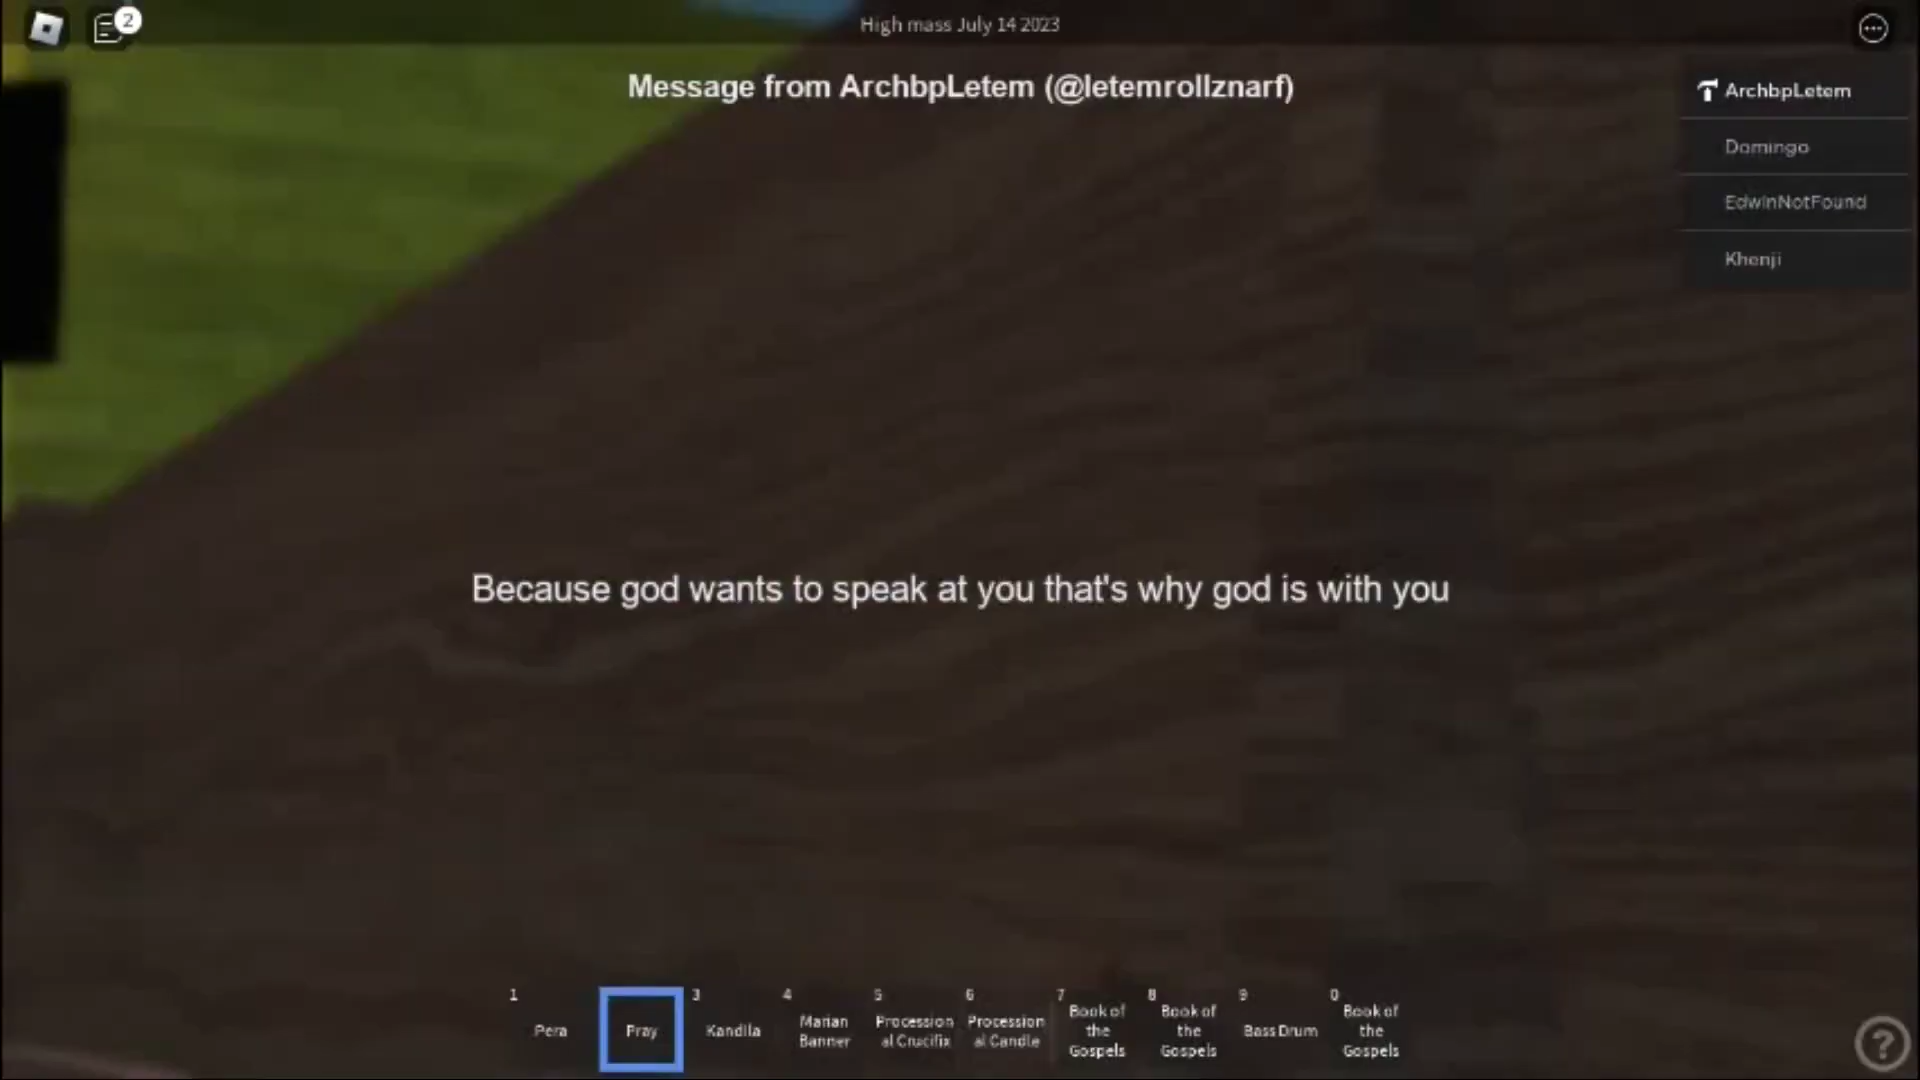 2
High mass July 14 2023
Message from ArchbpLetem (@letemrollznarf)
ArchbpLetem
Domingo
EdwinNotFound
Khenji
Because god wants to speak at you that's why god is with you
1
Pera
Pray
3
Kandila
4
Marian
Banner
5
Procession
al Crucifix
6
Procession
al Candle
7
Book of
the
Gospels
8
Book of
the
Gospels
9
Bass Drum
0
Book of
the
Gospels
?